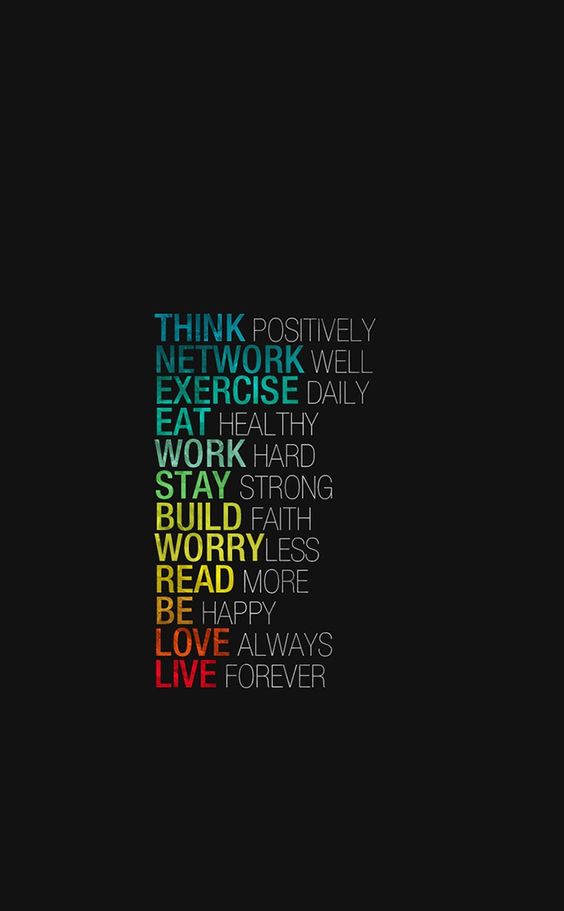 THINK POSITIVELY
NETWORK WELL
EXERCISE DAILY
EAT HEALTHY
WORK HARD
STAY STRONG
BUILD FAITH
WORRYLESS
READ MORE
BE HAPPY
LOVE ALWAYS
LIVE FOREVER